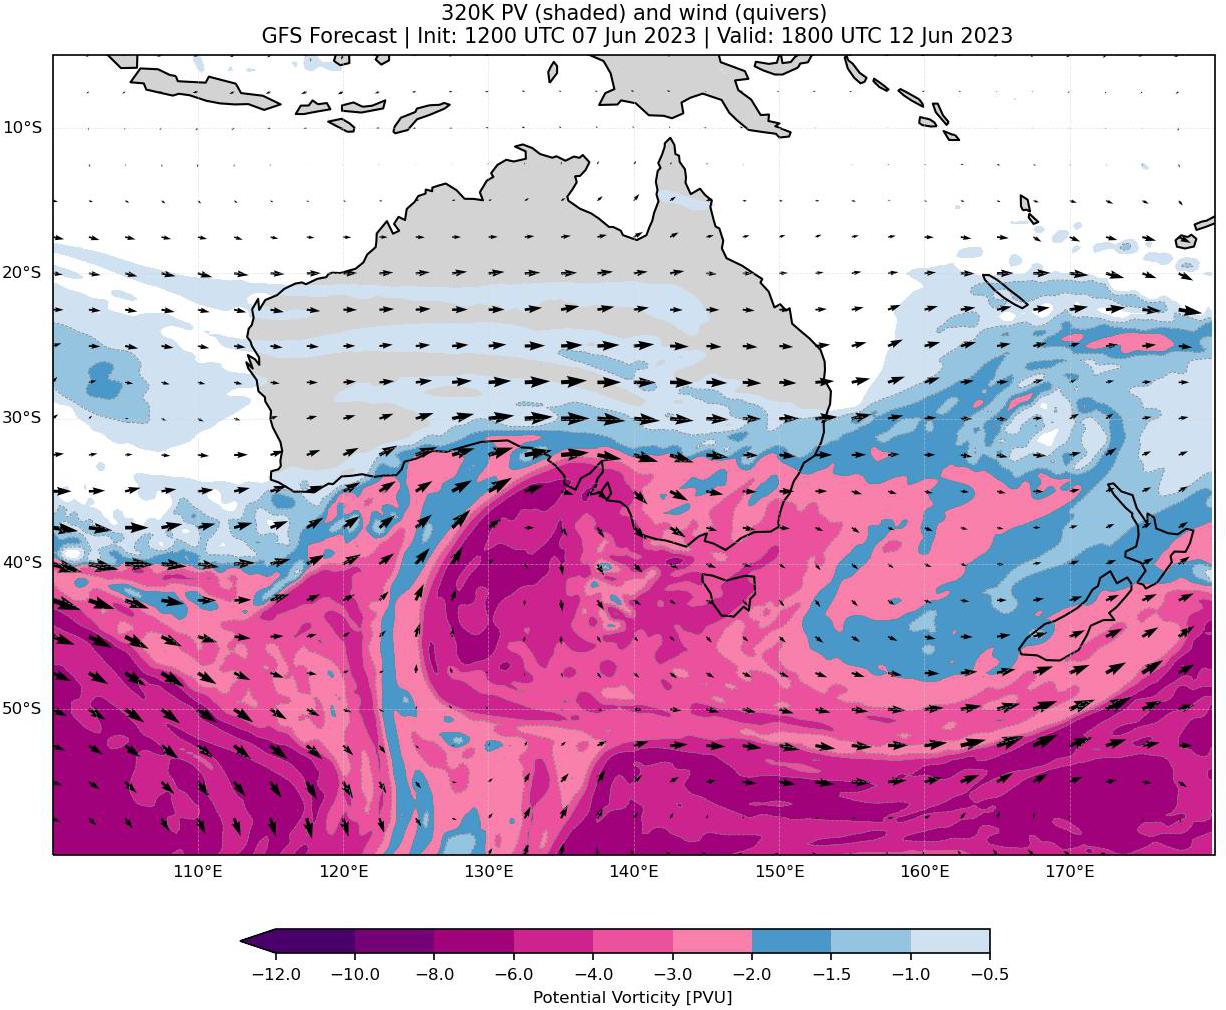 320K PV (shaded) and wind (quivers)
GFS Forecast | Init: 1200 UTC 07 Jun 2023 | Valid: 1800 UTC 12 Jun 2023
10°S
20°S
30°S
40°S
50°S
110°E 120°E 130°E 140°E 150°E 160°E 170°E
−12.0 −10.0 −8.0 −6.0 −4.0 −3.0 −2.0 −1.5 −1.0 −0.5
Potential Vorticity [PVU]